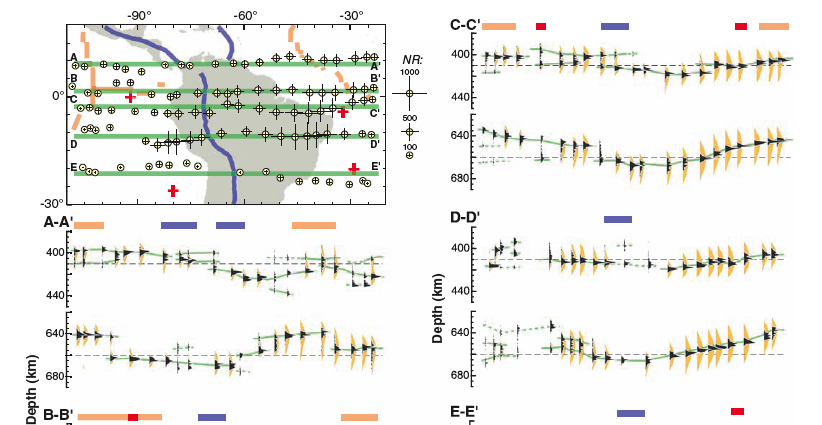 -90° -60° -30°
A A'
B B'
0°
C C'
D D'
E E'
-30°
NR:
1000
500
100
A-A'
400
440
640
680
Depth (km)
B-B'
C-C'
400
440
640
680
D-D'
400
440
640
680
Depth (km)
E-E'